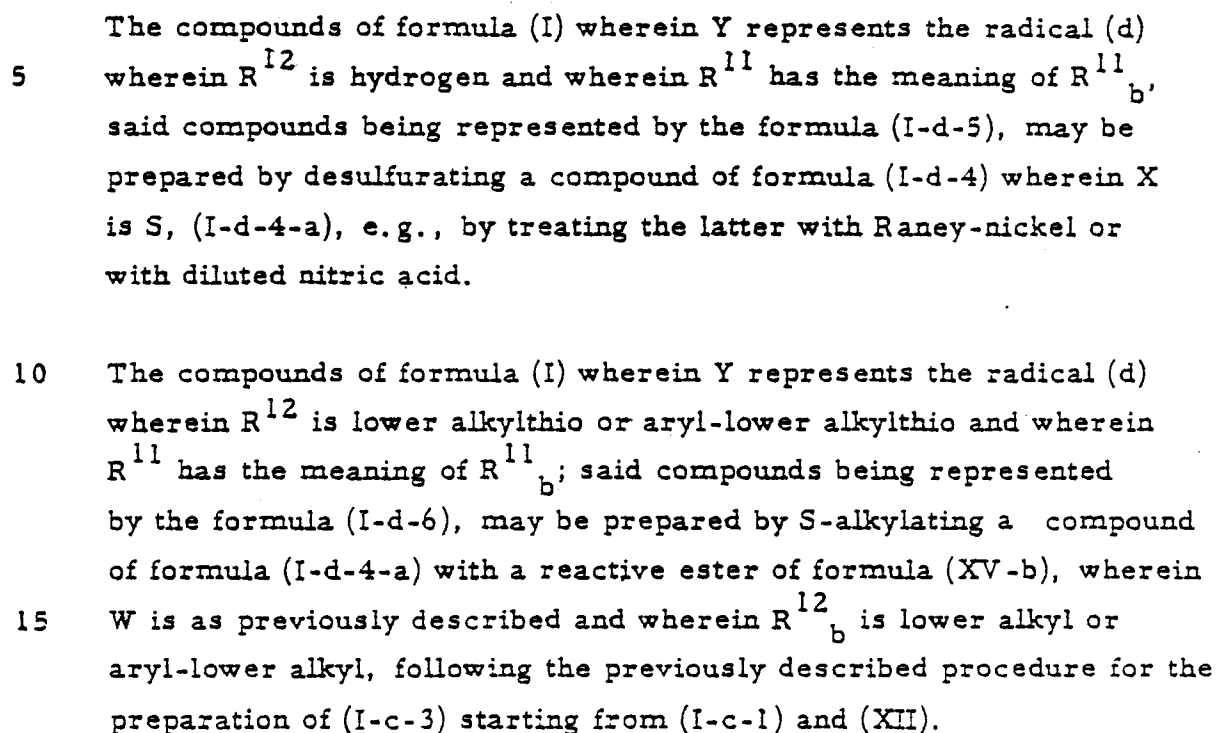 The compounds of formula (I) wherein Y represents the radical (d)
5 wherein R¹² is hydrogen and wherein R¹¹ has the meaning of R¹¹_b,
said compounds being represented by the formula (I-d-5), may be
prepared by desulfurating a compound of formula (I-d-4) wherein X
is S, (I-d-4-a), e.g., by treating the latter with Raney-nickel or
with diluted nitric acid.
10 The compounds of formula (I) wherein Y represents the radical (d)
wherein R¹² is lower alkylthio or aryl-lower alkylthio and wherein
R¹¹ has the meaning of R¹¹_b; said compounds being represented
by the formula (I-d-6), may be prepared by S-alkylating a compound
of formula (I-d-4-a) with a reactive ester of formula (XV-b), wherein
15 W is as previously described and wherein R¹²_b is lower alkyl or
aryl-lower alkyl, following the previously described procedure for the
preparation of (I-c-3) starting from (I-c-1) and (XII).